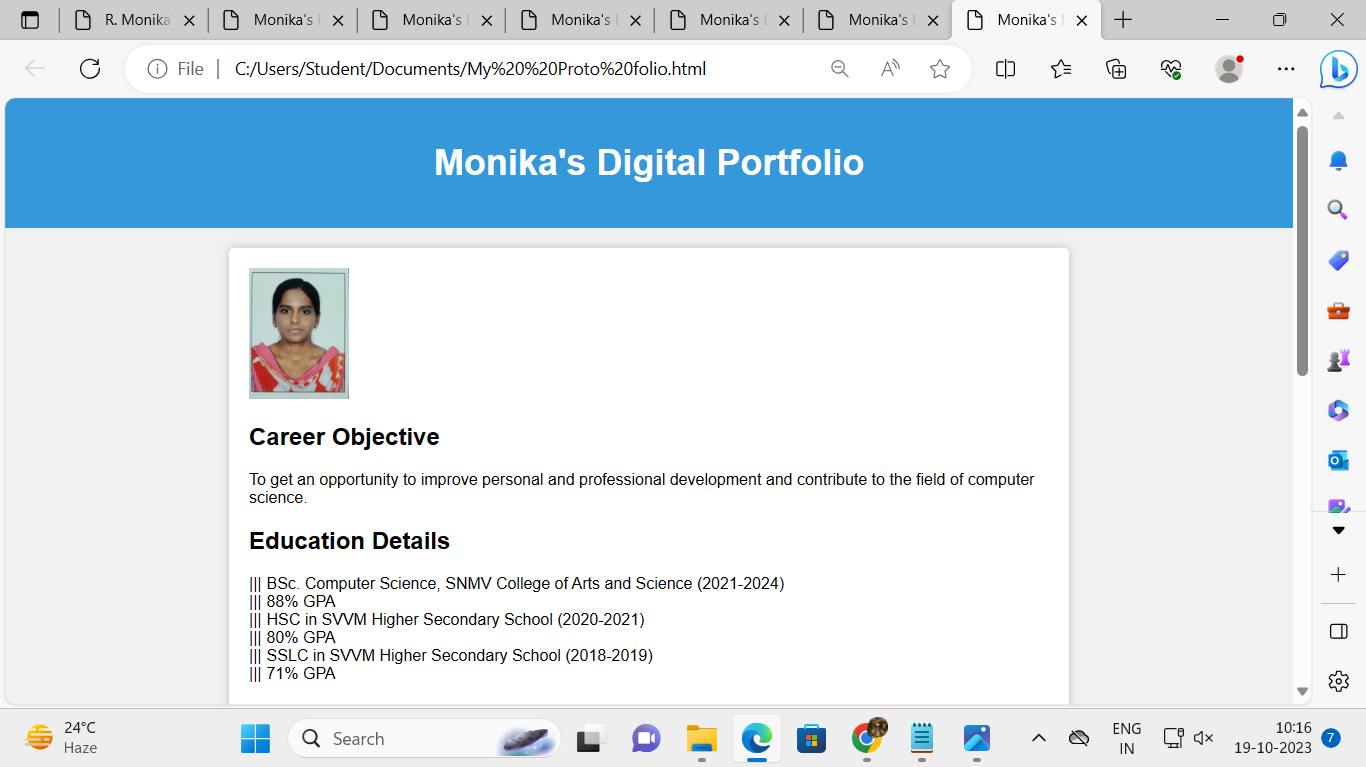 R. Monika
Monika's
Monika's
Monika's
Monika's
Monika's
Monika's
File
C:/Users/Student/Documents/My%20%20Proto%20folio.html
Monika's Digital Portfolio
Career Objective
To get an opportunity to improve personal and professional development and contribute to the field of computer
science.
Education Details
||| BSc. Computer Science, SNMV College of Arts and Science (2021-2024)
||| 88% GPA
||| HSC in SVVM Higher Secondary School (2020-2021)
||| 80% GPA
||| SSLC in SVVM Higher Secondary School (2018-2019)
||| 71% GPA
24°C
Haze
Search
ENG
IN
10:16
19-10-2023
7